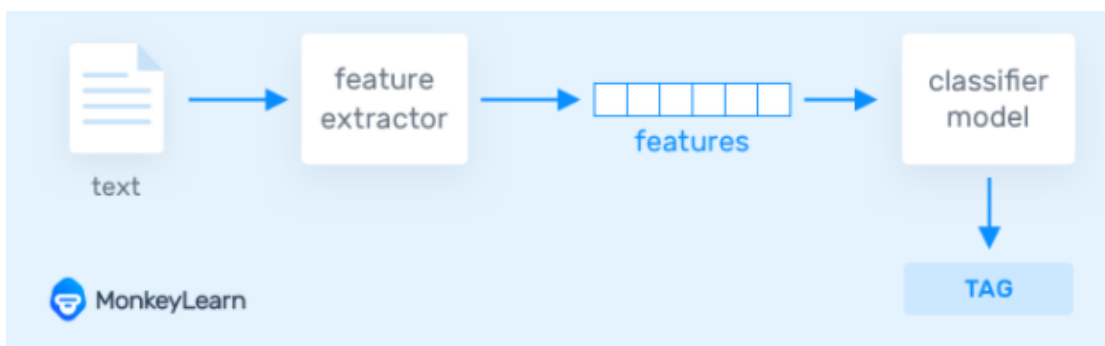 text
feature
extractor
features
classifier
model
TAG
MonkeyLearn